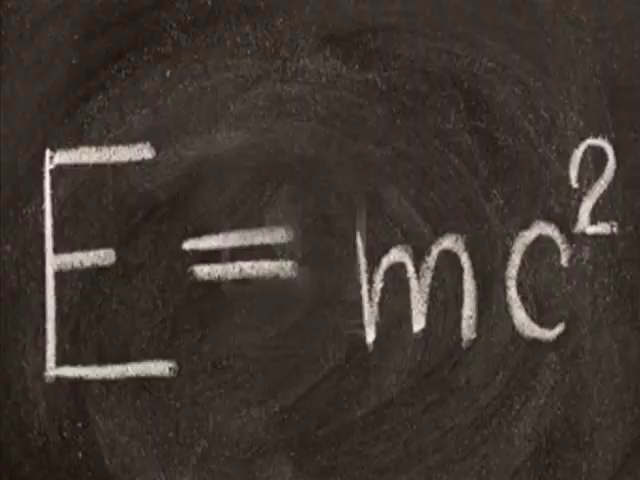 E = mc²